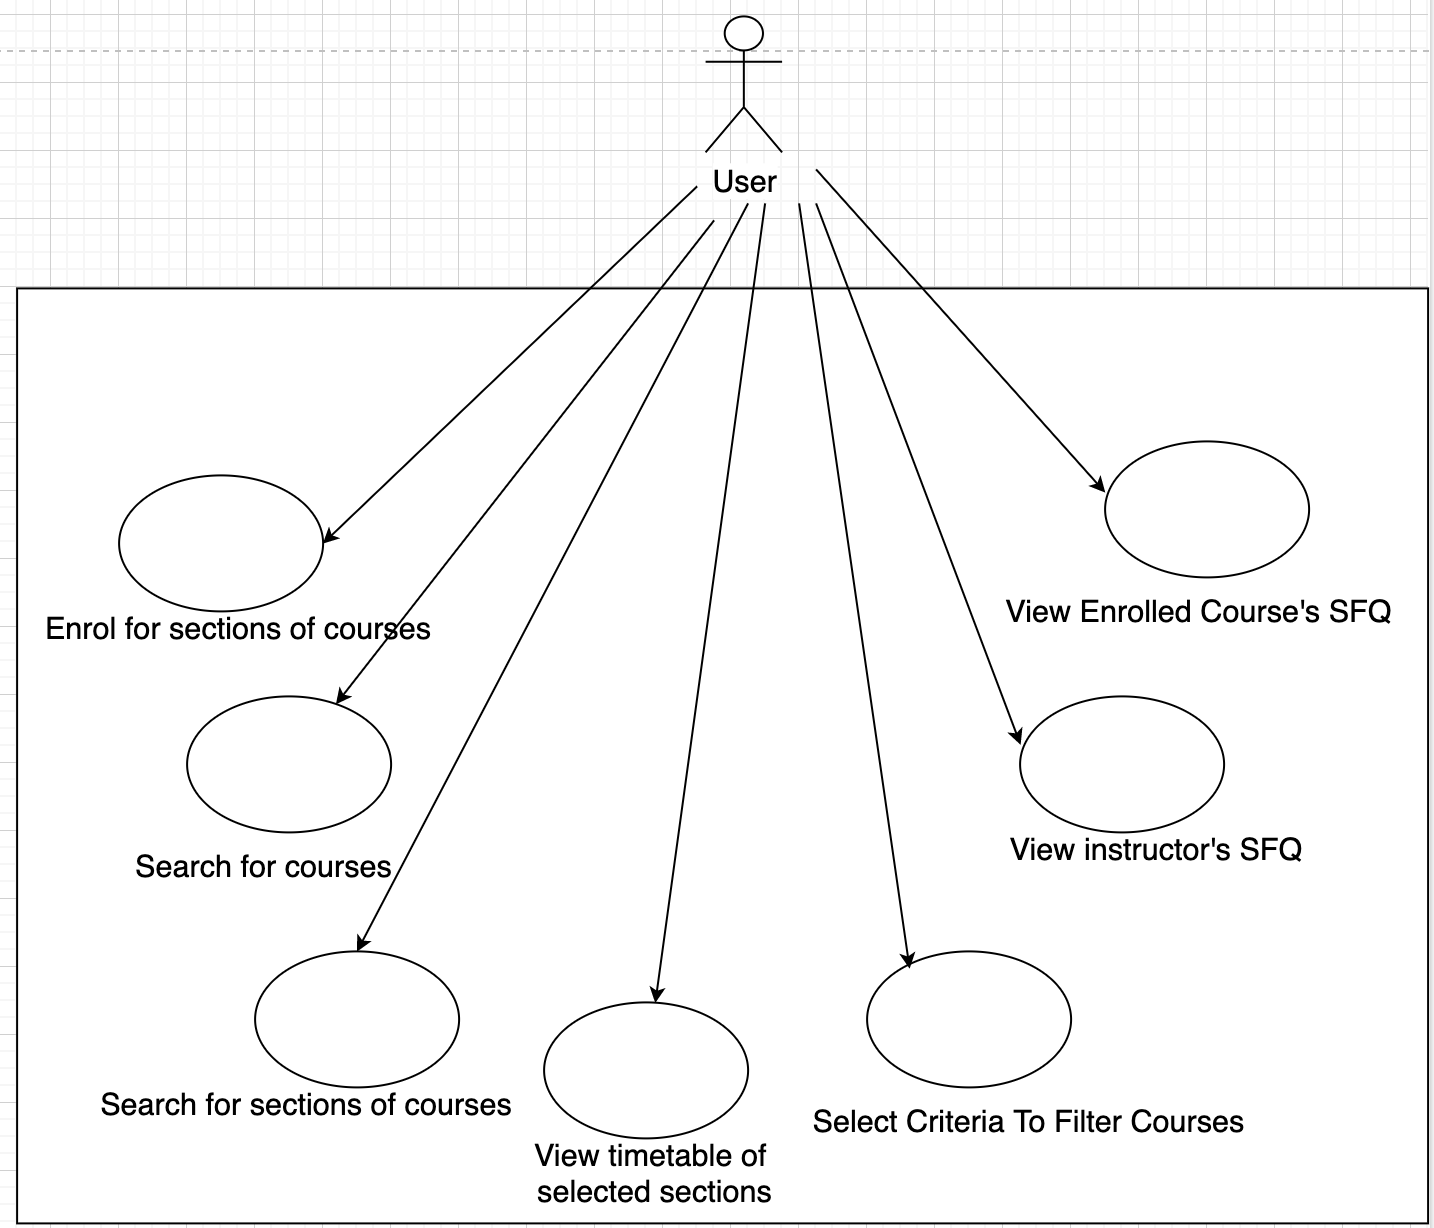 User
Enrol for sections of courses
View Enrolled Course's SFQ
Search for courses
View instructor's SFQ
Search for sections of courses
View timetable of
selected sections
Select Criteria To Filter Courses